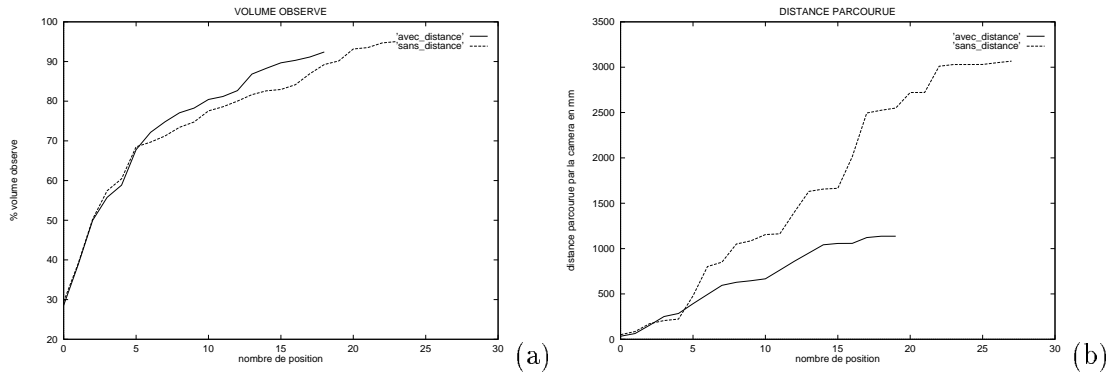 VOLUME OBSERVE
100
90
80
70
60
50
40
30
20
% volume observe
'avec_distance'
'sans_distance'
0 5 10 15 20 25 30
nombre de position
(a)
DISTANCE PARCOURUE
3500
3000
2500
2000
1500
1000
500
0
distance parcourue par la camera en mm
'avec_distance'
'sans_distance'
0 5 10 15 20 25 30
nombre de position
(b)